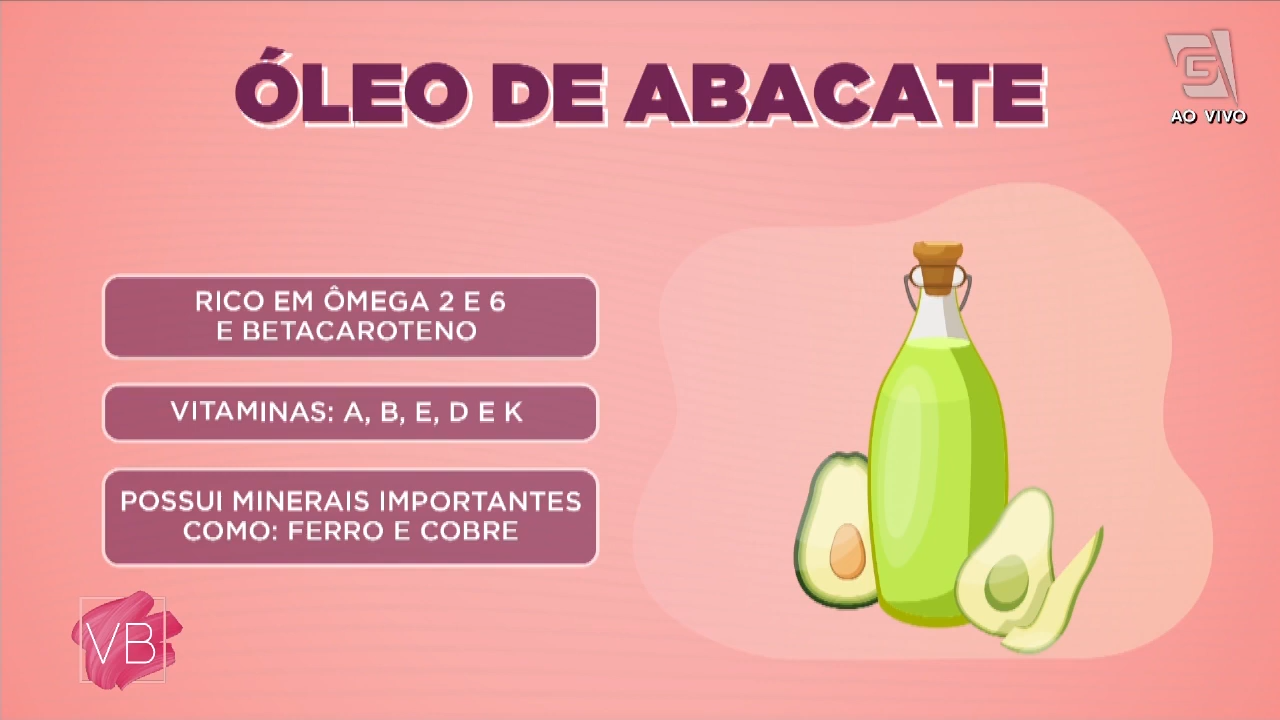 ÓLEO DE ABACATE
AO VIVO
RICO EM ÔMEGA 2 E 6
E BETACAROTENO
VITAMINAS: A, B, E, D E K
POSSUI MINERAIS IMPORTANTES
COMO: FERRO E COBRE
VB